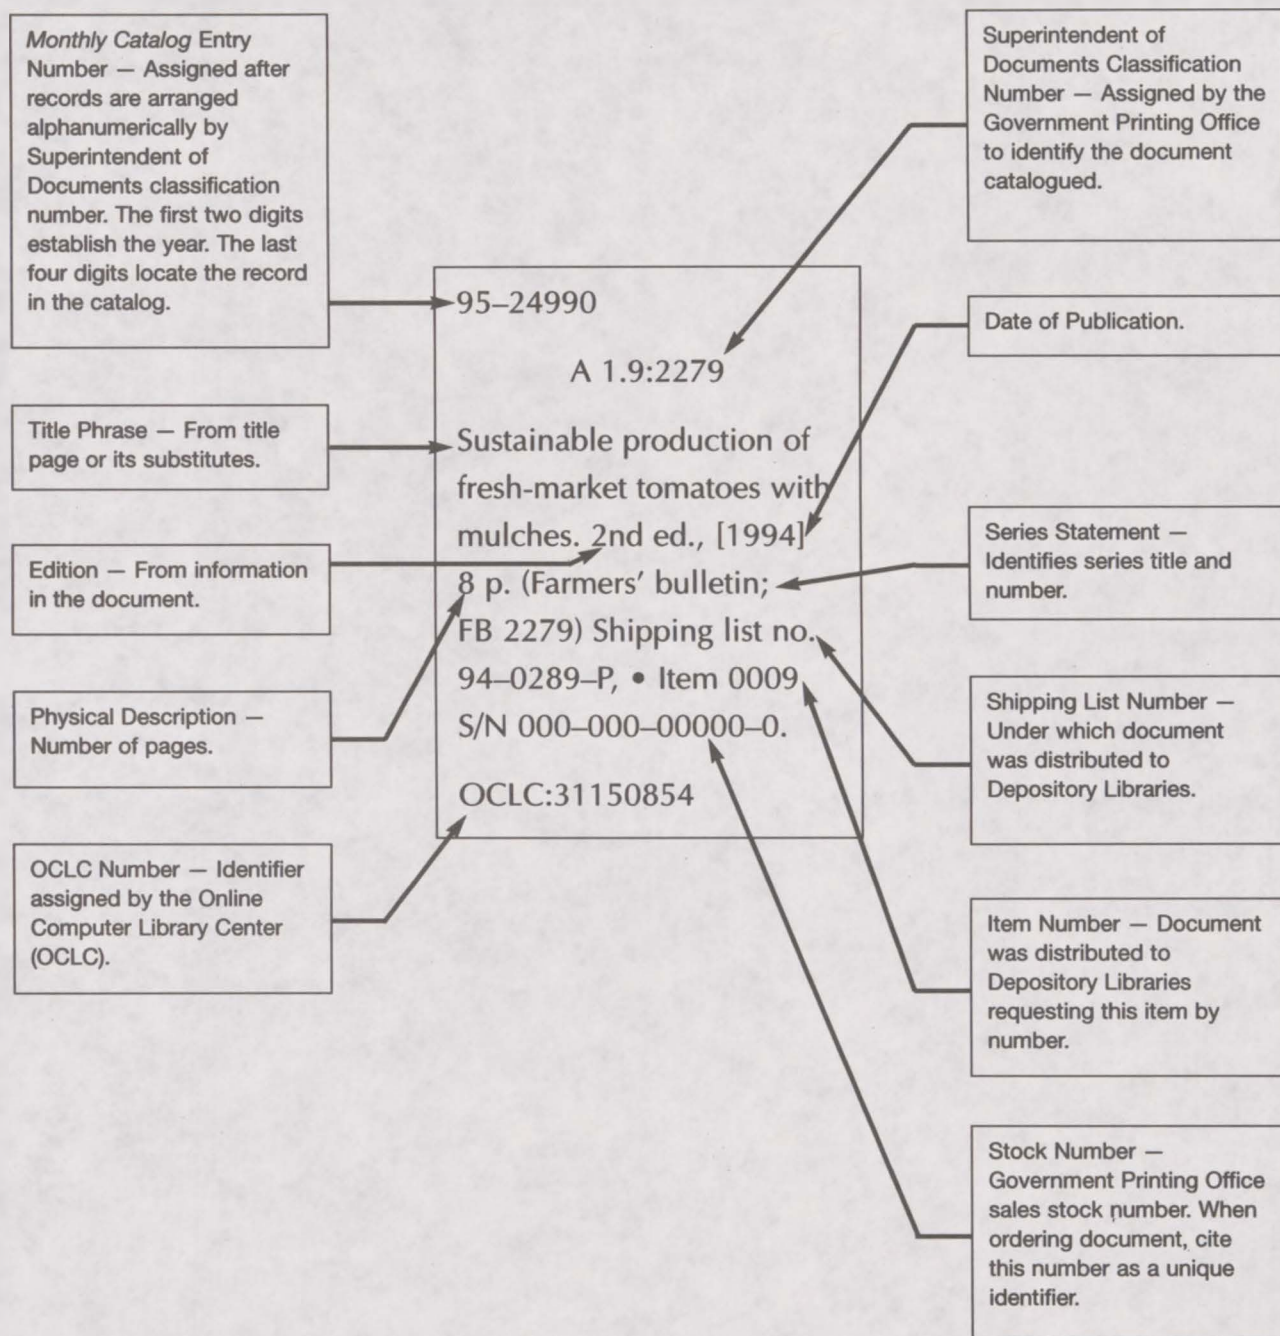 Monthly Catalog Entry
Number — Assigned after
records are arranged
alphanumerically by
Superintendent of
Documents classification
number. The first two digits
establish the year. The last
four digits locate the record
in the catalog.
Title Phrase — From title
page or its substitutes.
Edition — From information
in the document.
Physical Description —
Number of pages.
OCLC Number — Identifier
assigned by the Online
Computer Library Center
(OCLC).
95–24990
A 1.9:2279
Sustainable production of
fresh-market tomatoes with
mulches. 2nd ed., [1994]
8 p. (Farmers’ bulletin;
FB 2279) Shipping list no.
94–0289–P, • Item 0009
S/N 000–000–00000–0.
OCLC:31150854
Superintendent of
Documents Classification
Number — Assigned by the
Government Printing Office
to identify the document
catalogued.
Date of Publication.
Series Statement —
Identifies series title and
number.
Shipping List Number —
Under which document
was distributed to
Depository Libraries.
Item Number — Document
was distributed to
Depository Libraries
requesting this item by
number.
Stock Number —
Government Printing Office
sales stock number. When
ordering document, cite
this number as a unique
identifier.